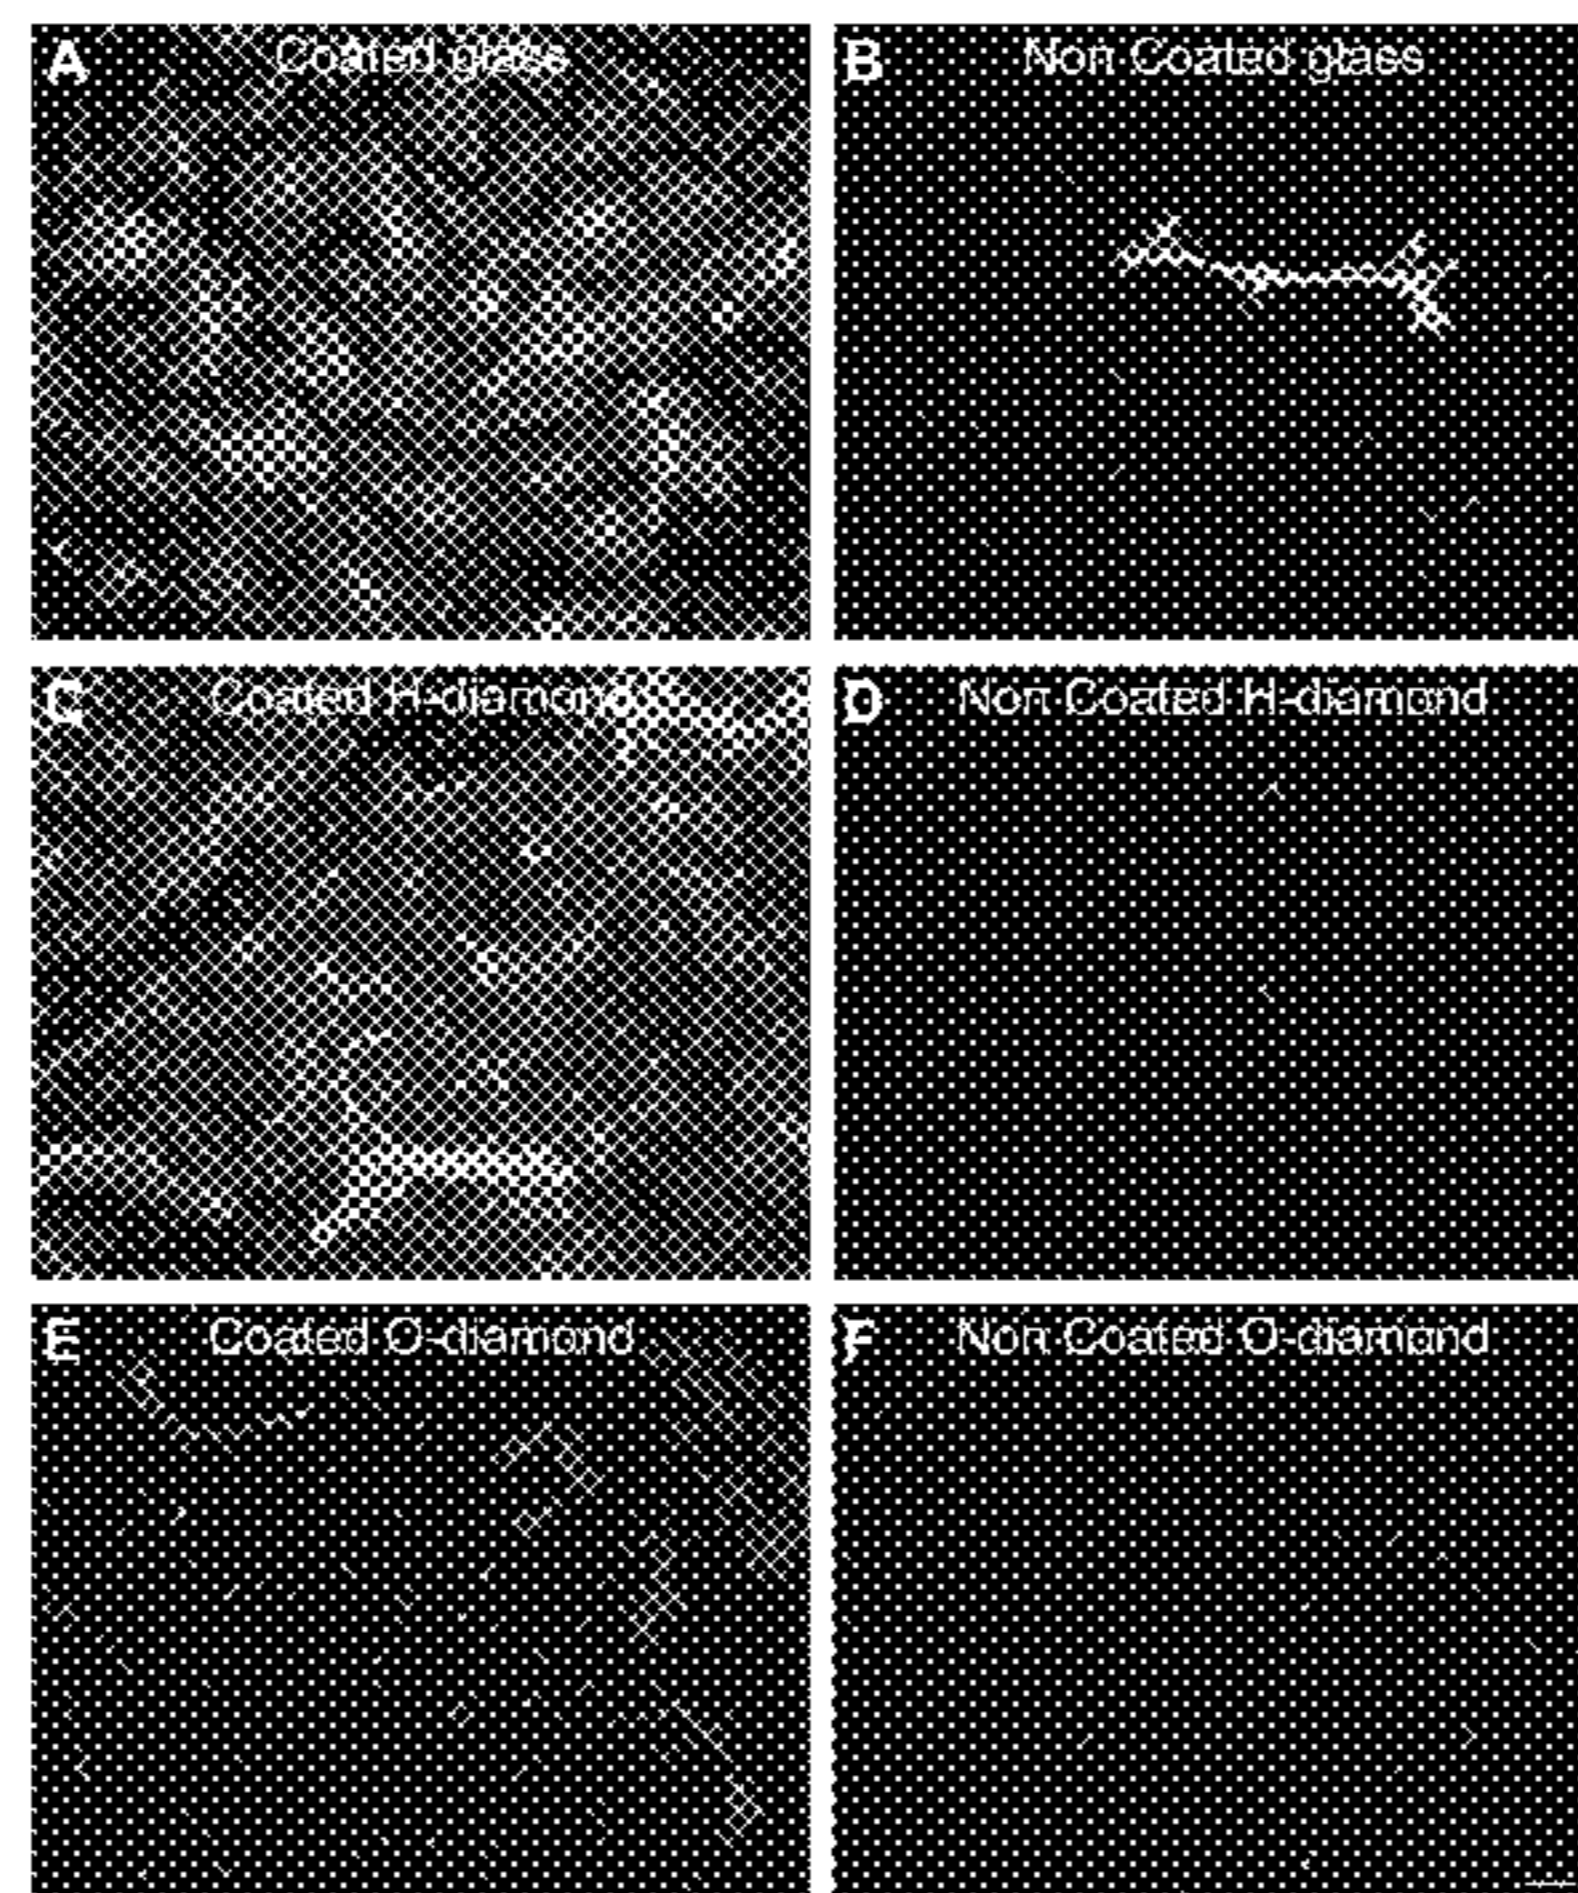 A Coated glass
B Non Coated glass
C Coated H-diamond
D Non Coated H-diamond
E Coated O-diamond
F Non Coated O-diamond